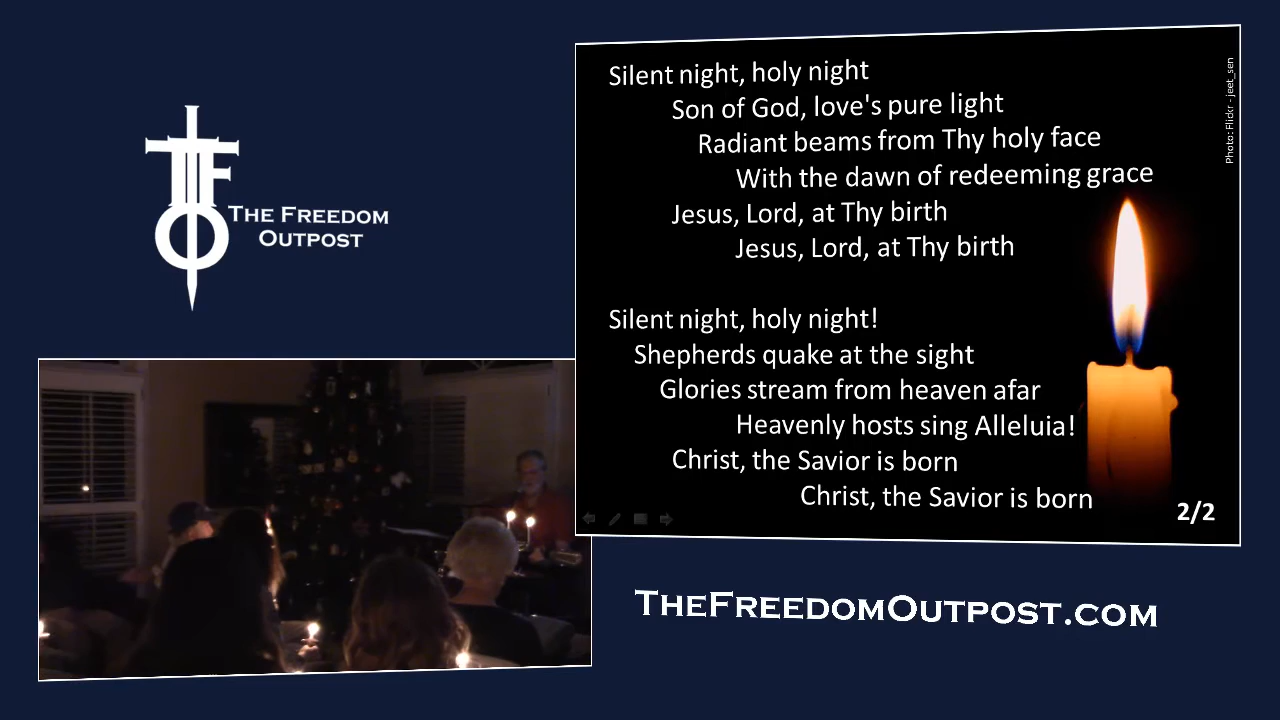 The Freedom
Outpost
Silent night, holy night
Son of God, love's pure light
Radiant beams from Thy holy face
With the dawn of redeeming grace
Jesus, Lord, at Thy birth
Jesus, Lord, at Thy birth
Silent night, holy night!
Shepherds quake at the sight
Glories stream from heaven afar
Heavenly hosts sing Alleluia!
Christ, the Savior is born
Christ, the Savior is born
2/2
Photo: Flickr - jeet_sen
TheFreedomOutpost.com